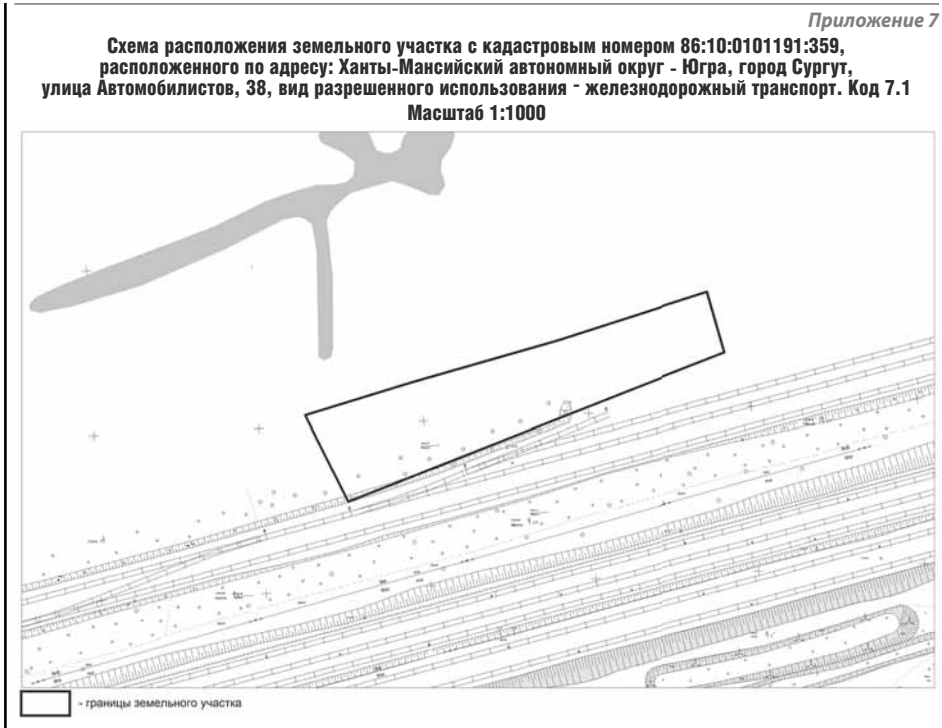 Приложение 7
Схема расположения земельного участка с кадастровым номером 86:10:0101191:359,
расположенного по адресу: Ханты-Мансийский автономный округ - Югра, город Сургут,
улица Автомобилистов, 38, вид разрешенного использования - железнодорожный транспорт. Код 7.1
Масштаб 1:1000
- границы земельного участка